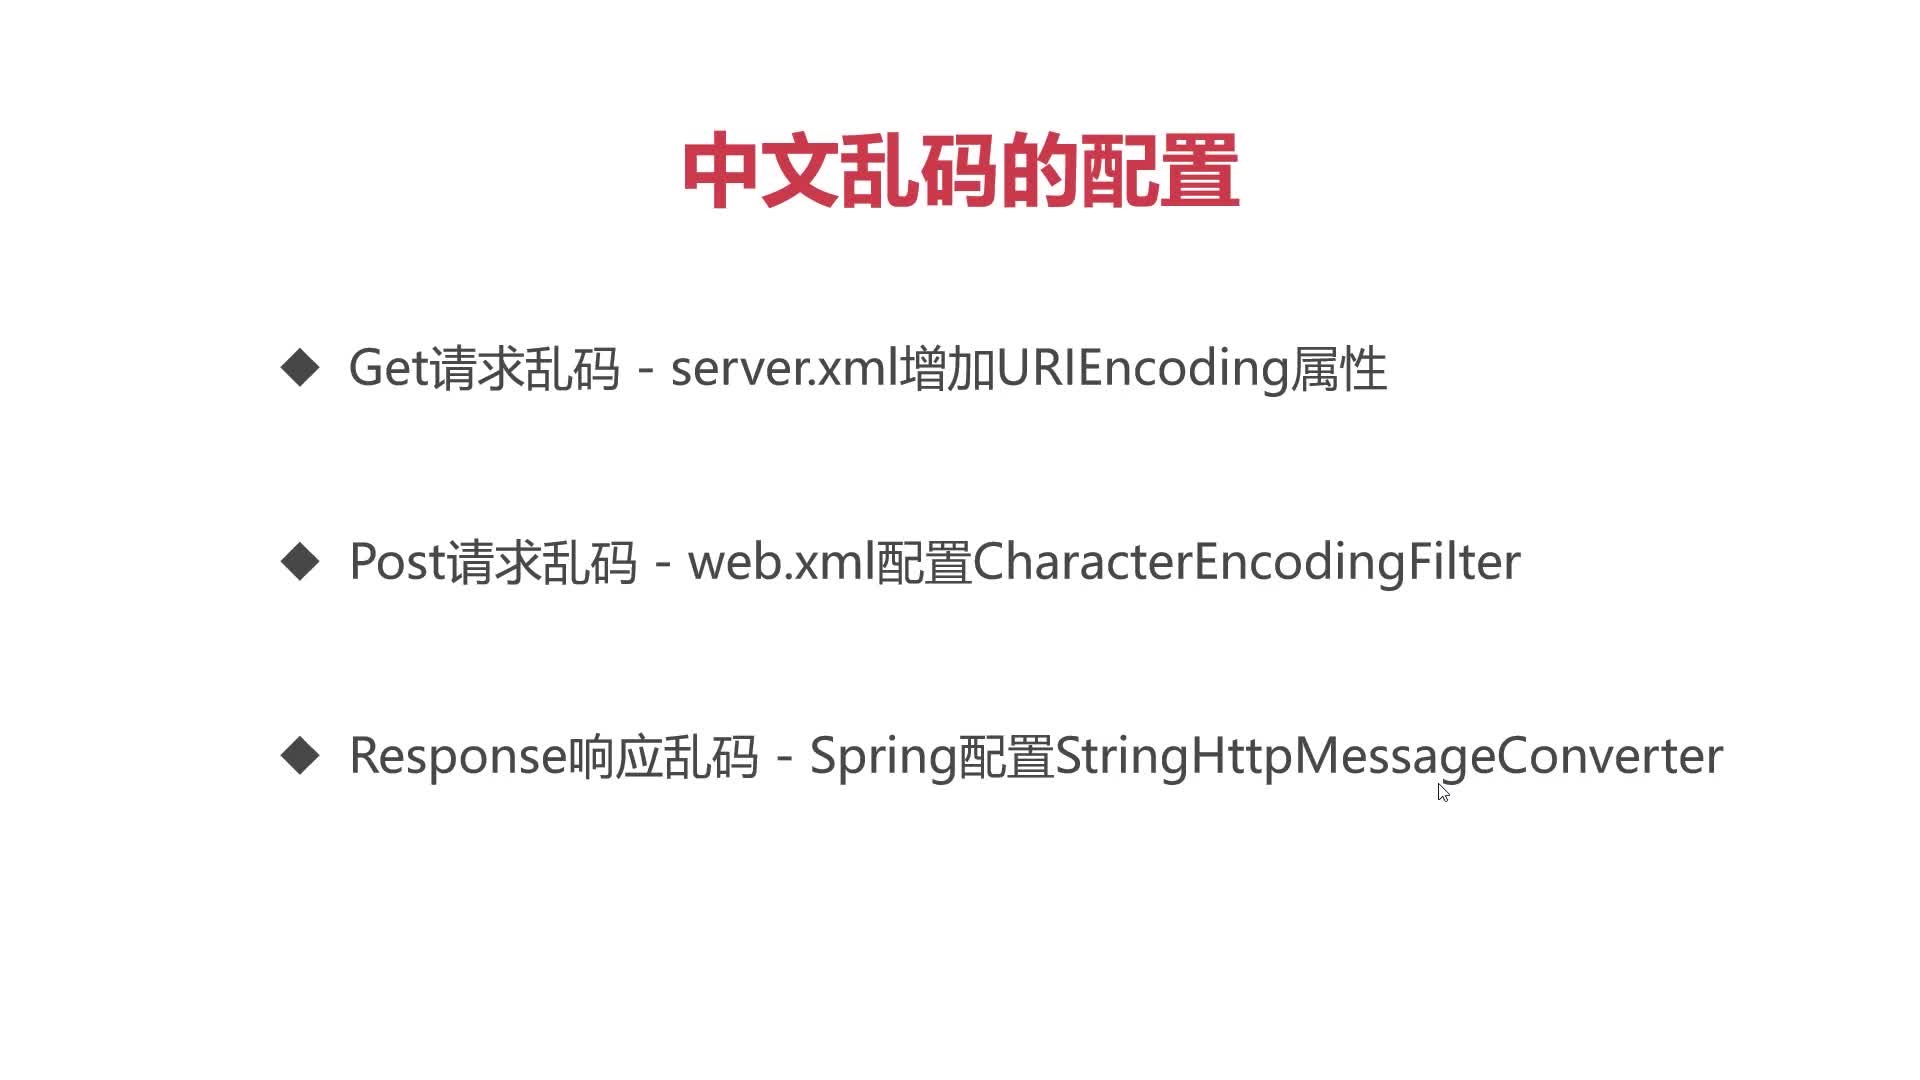 中文乱码的配置
Get请求乱码 - server.xml增加URIEncoding属性
Post请求乱码 - web.xml配置CharacterEncodingFilter
Response响应乱码 - Spring配置StringHttpMessageConverter